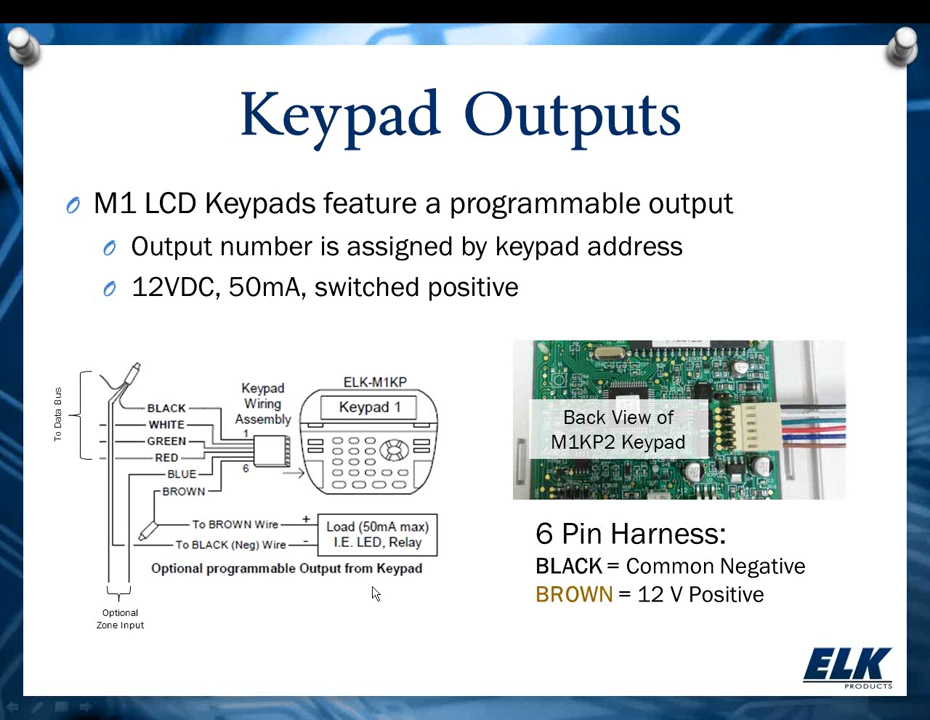 Keypad Outputs
M1 LCD Keypads feature a programmable output
Output number is assigned by keypad address
12VDC, 50mA, switched positive
To Data Bus
BLACK
WHITE
GREEN
RED
BLUE
BROWN
Keypad
Wiring
Assembly
1
6
ELK-M1KP
Keypad 1
To BROWN Wire
+
To BLACK (Neg) Wire
-
Load (50mA max)
I.E. LED, Relay
Optional programmable Output from Keypad
Optional
Zone Input
Back View of
M1KP2 Keypad
6 Pin Harness:
BLACK = Common Negative
BROWN = 12 V Positive
ELK
PRODUCTS